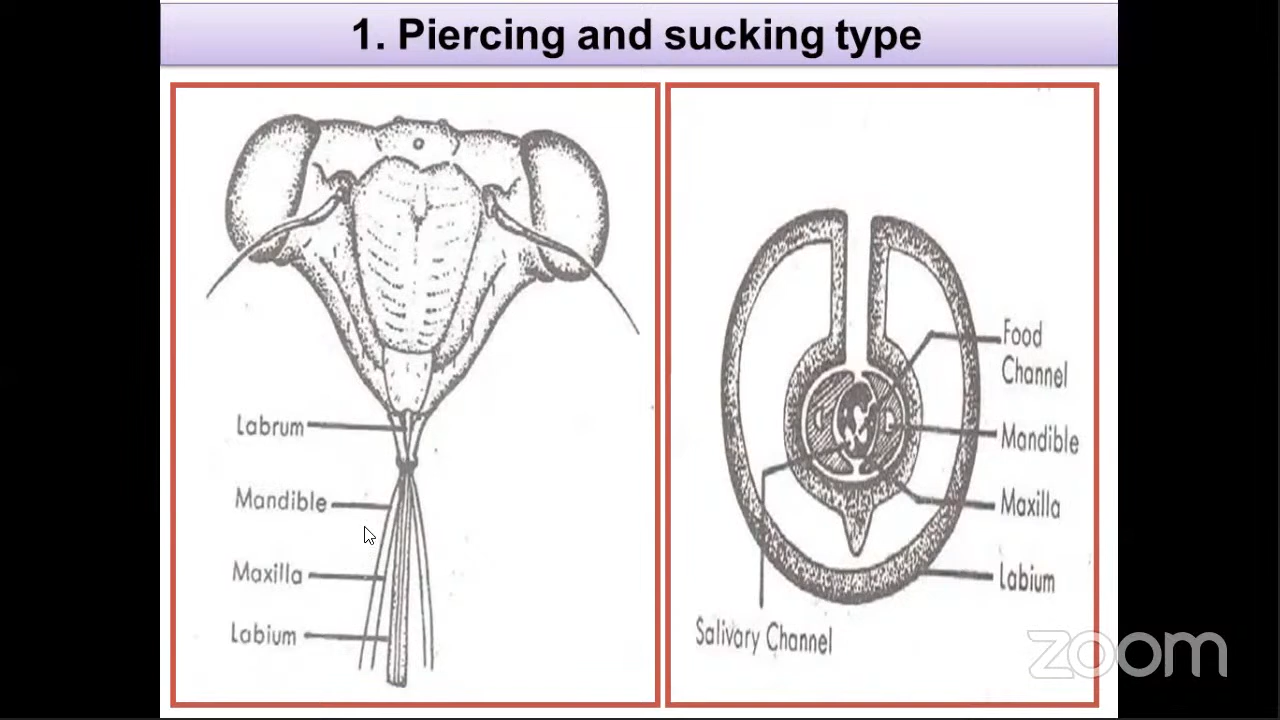 1. Piercing and sucking type
Labrum
Mandible
Maxilla
Labium
Food
Channel
Mandible
Maxilla
Labium
Salivary Channel
zoom